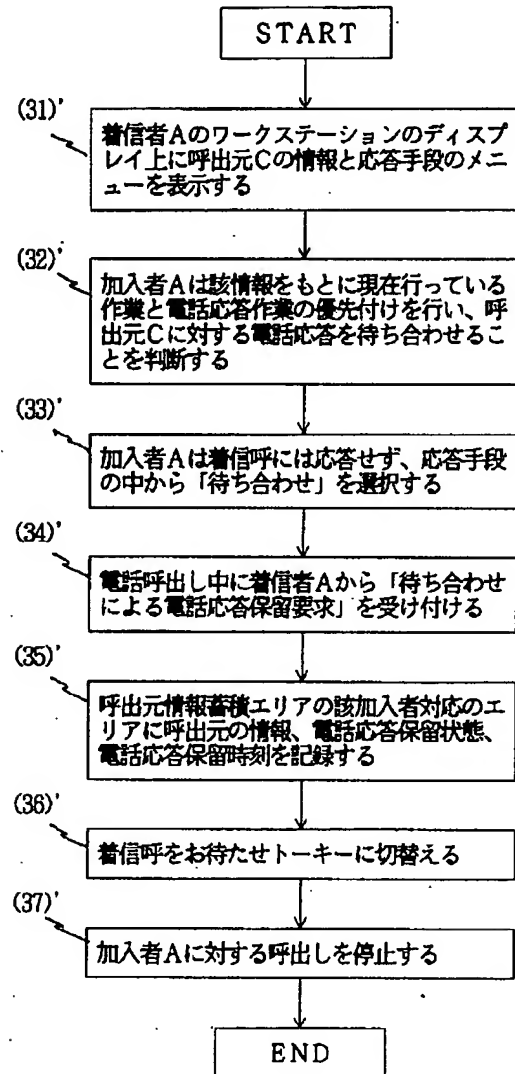 START
(31)'
着信者Aのワークステーションのディスプ
レイ上に呼出元Cの情報と応答手段のメニ
ューを表示する
(32)'
加入者Aは該情報をもとに現在行っている
作業と電話応答作業の優先付けを行い、呼
出元Cに対する電話応答を待ち合わせるこ
とを判断する
(33)'
加入者Aは着信呼には応答せず、応答手段
の中から「待ち合わせ」を選択する
(34)'
電話呼出し中に着信者Aから「待ち合わせ
による電話応答保留要求」を受け付ける
(35)'
呼出元情報蓄積エリアの該加入者対応のエ
リアに呼出元の情報、電話応答保留状態、
電話応答保留時刻を記録する
(36)'
着信呼をお待たせトーキーに切替える
(37)'
加入者Aに対する呼出しを停止する
END